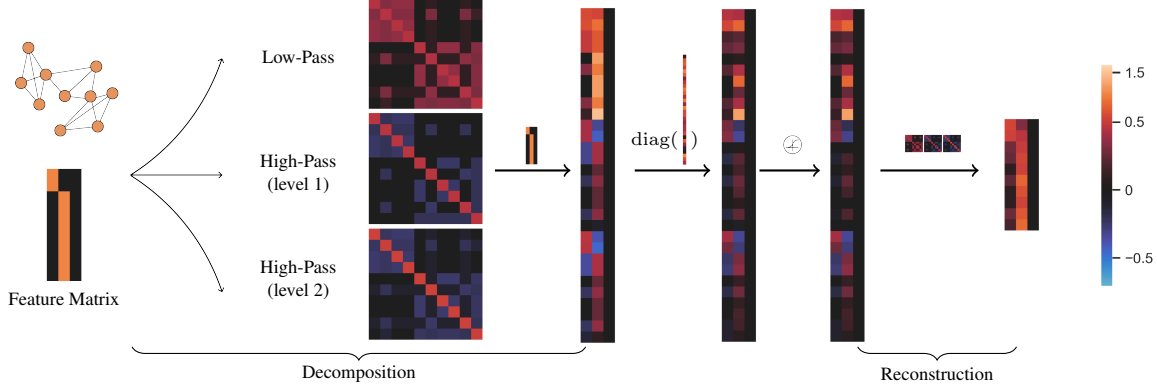 Low-Pass
High-Pass
(level 1)
High-Pass
(level 2)
Feature Matrix
diag( )
1.5
0.5
0
−0.5
Decomposition
Reconstruction